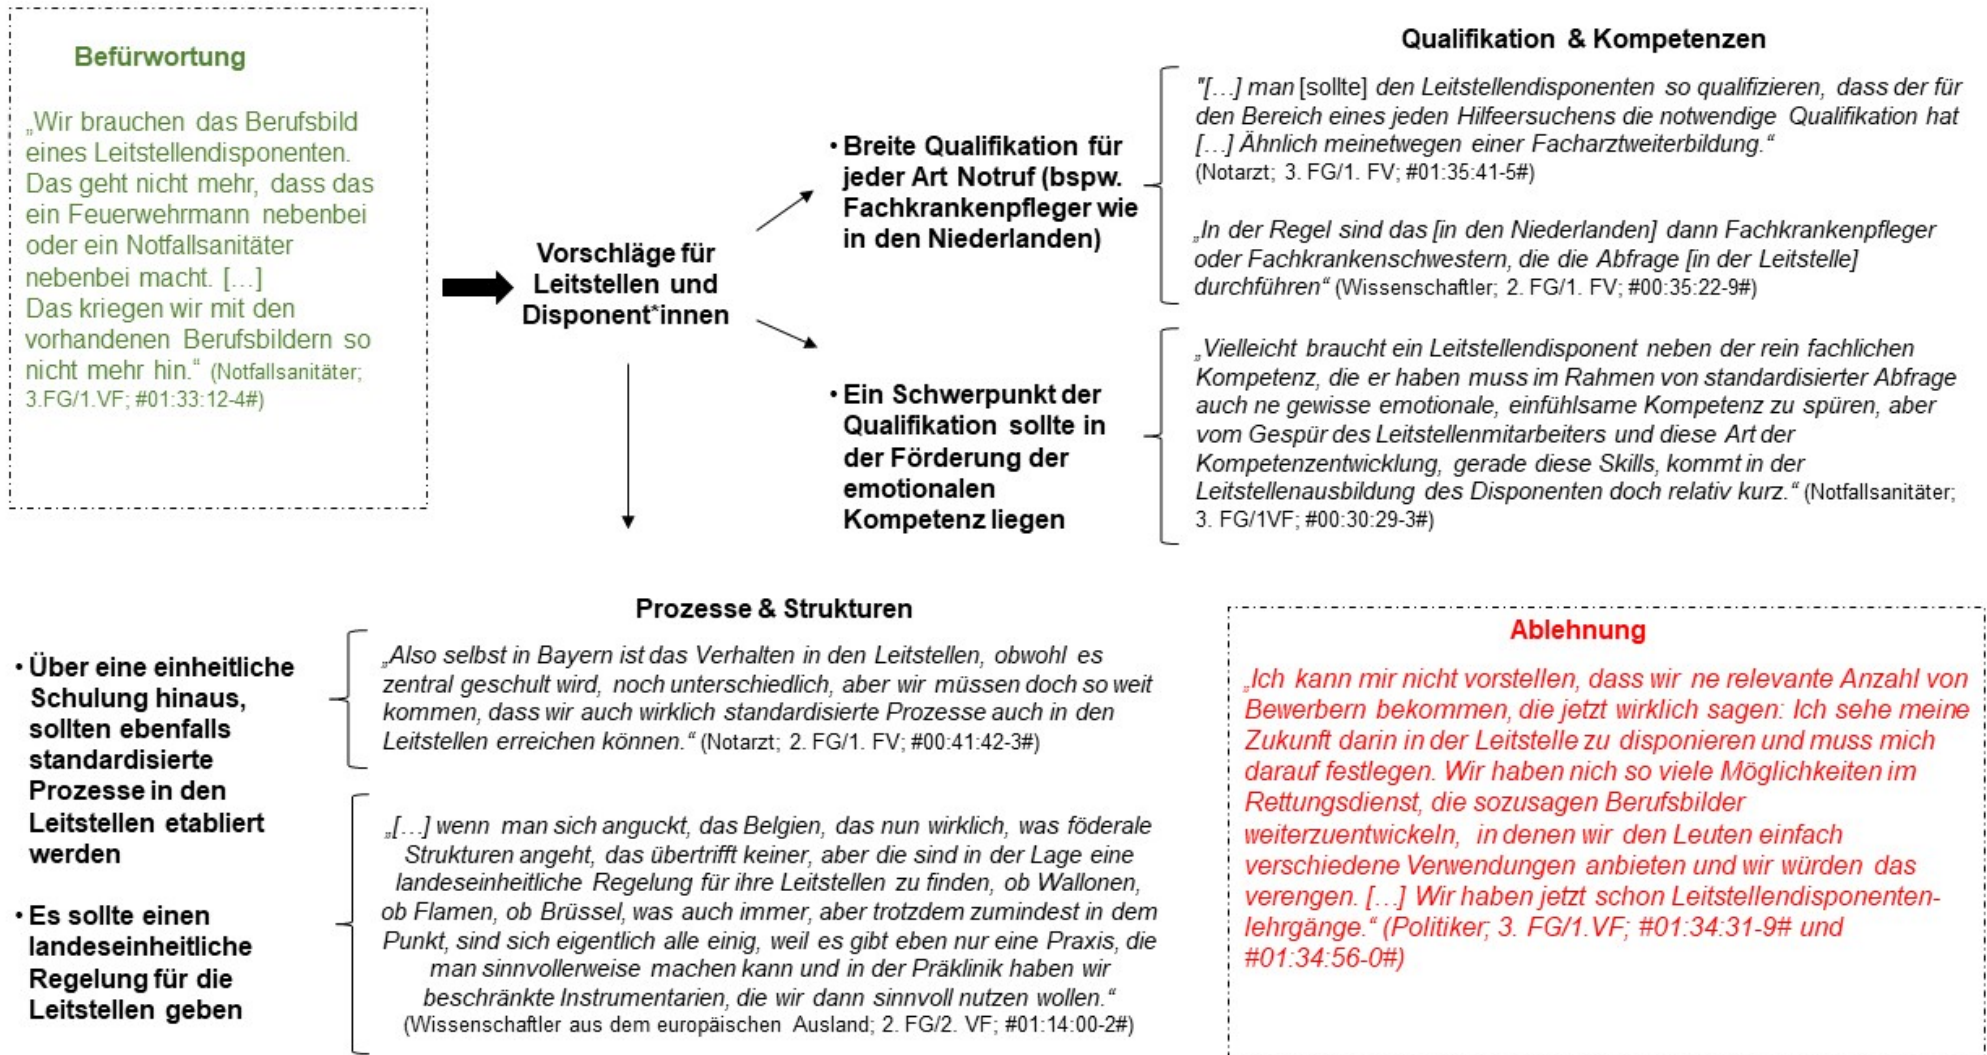 Befürwortung
„Wir brauchen das Berufsbild
eines Leitstellendisponenten.
Das geht nicht mehr, dass das
ein Feuerwehrmann nebenbei
oder ein Notfallsanitäter
nebenbei macht. […]
Das kriegen wir mit den
vorhandenen Berufsbildern so
nicht mehr hin.“ (Notfallsanitäter;
3.FG/1.VF; #01:33:12-4#)
Vorschläge für
Leitstellen und
Disponent*innen
Qualifikation & Kompetenzen
• Breite Qualifikation für
jeder Art Notruf (bspw.
Fachkrankenpfleger wie
in den Niederlanden)
"[…] man [sollte] den Leitstellendisponenten so qualifizieren, dass der für
den Bereich eines jeden Hilfeersuchens die notwendige Qualifikation hat
[…] Ähnlich meinetwegen einer Facharztweiterbildung.“
(Notarzt; 3. FG/1. FV; #01:35:41-5#)
„In der Regel sind das [in den Niederlanden] dann Fachkrankenpfleger
oder Fachkrankenschwestern, die die Abfrage [in der Leitstelle]
durchführen“ (Wissenschaftler; 2. FG/1. FV; #00:35:22-9#)
• Ein Schwerpunkt der
Qualifikation sollte in
der Förderung der
emotionalen
Kompetenz liegen
„Vielleicht braucht ein Leitstellendisponent neben der rein fachlichen
Kompetenz, die er haben muss im Rahmen von standardisierter Abfrage
auch ne gewisse emotionale, einfühlsame Kompetenz zu spüren, aber
vom Gespür des Leitstellenmitarbeiters und diese Art der
Kompetenzentwicklung, gerade diese Skills, kommt in der
Leitstellenausbildung des Disponenten doch relativ kurz.“ (Notfallsanitäter;
3. FG/1VF; #00:30:29-3#)
Prozesse & Strukturen
• Über eine einheitliche
Schulung hinaus,
sollten ebenfalls
standardisierte
Prozesse in den
Leitstellen etabliert
werden
„Also selbst in Bayern ist das Verhalten in den Leitstellen, obwohl es
zentral geschult wird, noch unterschiedlich, aber wir müssen doch so weit
kommen, dass wir auch wirklich standardisierte Prozesse auch in den
Leitstellen erreichen können.“ (Notarzt; 2. FG/1. FV; #00:41:42-3#)
• Es sollte einen
landeseinheitliche
Regelung für die
Leitstellen geben
„[…] wenn man sich anguckt, das Belgien, das nun wirklich, was föderale
Strukturen angeht, das übertrifft keiner, aber die sind in der Lage eine
landeseinheitliche Regelung für ihre Leitstellen zu finden, ob Wallonen,
ob Flamen, ob Brüssel, was auch immer, aber trotzdem zumindest in dem
Punkt, sind sich eigentlich alle einig, weil es gibt eben nur eine Praxis, die
man sinnvollerweise machen kann und in der Präklinik haben wir
beschränkte Instrumentarien, die wir dann sinnvoll nutzen wollen.“
(Wissenschaftler aus dem europäischen Ausland; 2. FG/2. VF; #01:14:00-2#)
Ablehnung
„Ich kann mir nicht vorstellen, dass wir ne relevante Anzahl von
Bewerbern bekommen, die jetzt wirklich sagen: Ich sehe meine
Zukunft darin in der Leitstelle zu disponieren und muss mich
darauf festlegen. Wir haben nich so viele Möglichkeiten im
Rettungsdienst, die sozusagen Berufsbilder
weiterzuentwickeln, in denen wir den Leuten einfach
verschiedene Verwendungen anbieten und wir würden das
verengen. […] Wir haben jetzt schon Leitstellendisponenten-
lehrgänge.“ (Politiker; 3. FG/1.VF; #01:34:31-9# und
#01:34:56-0#)